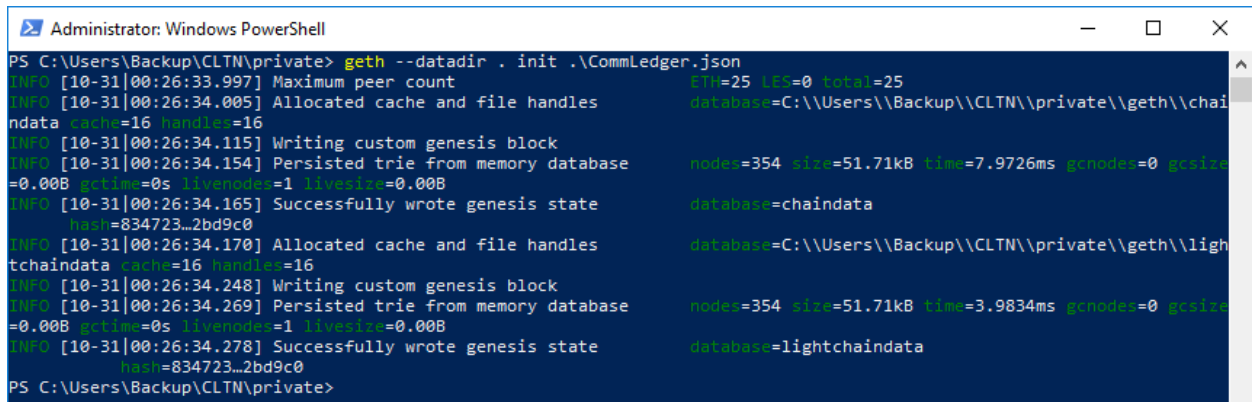 Administrator: Windows PowerShell
PS C:\Users\Backup\CLTN\private> geth --datadir . init .\CommLedger.json
INFO [10-31|00:26:33.997] Maximum peer count ETH=25 LES=0 total=25
INFO [10-31|00:26:34.005] Allocated cache and file handles database=C:\\Users\\Backup\\CLTN\\private\\geth\\chai
ndata cache=16 handles=16
INFO [10-31|00:26:34.115] Writing custom genesis block
INFO [10-31|00:26:34.154] Persisted trie from memory database nodes=354 size=51.71kB time=7.9726ms gcnodes=0 gcsize
=0.00B gctime=0s livenodes=1 livesize=0.00B
INFO [10-31|00:26:34.165] Successfully wrote genesis state database=chaindata
hash=834723…2bd9c0
INFO [10-31|00:26:34.170] Allocated cache and file handles database=C:\\Users\\Backup\\CLTN\\private\\geth\\ligh
tchaindata cache=16 handles=16
INFO [10-31|00:26:34.248] Writing custom genesis block
INFO [10-31|00:26:34.269] Persisted trie from memory database nodes=354 size=51.71kB time=3.9834ms gcnodes=0 gcsize
=0.00B gctime=0s livenodes=1 livesize=0.00B
INFO [10-31|00:26:34.278] Successfully wrote genesis state database=lightchaindata
hash=834723…2bd9c0
PS C:\Users\Backup\CLTN\private>